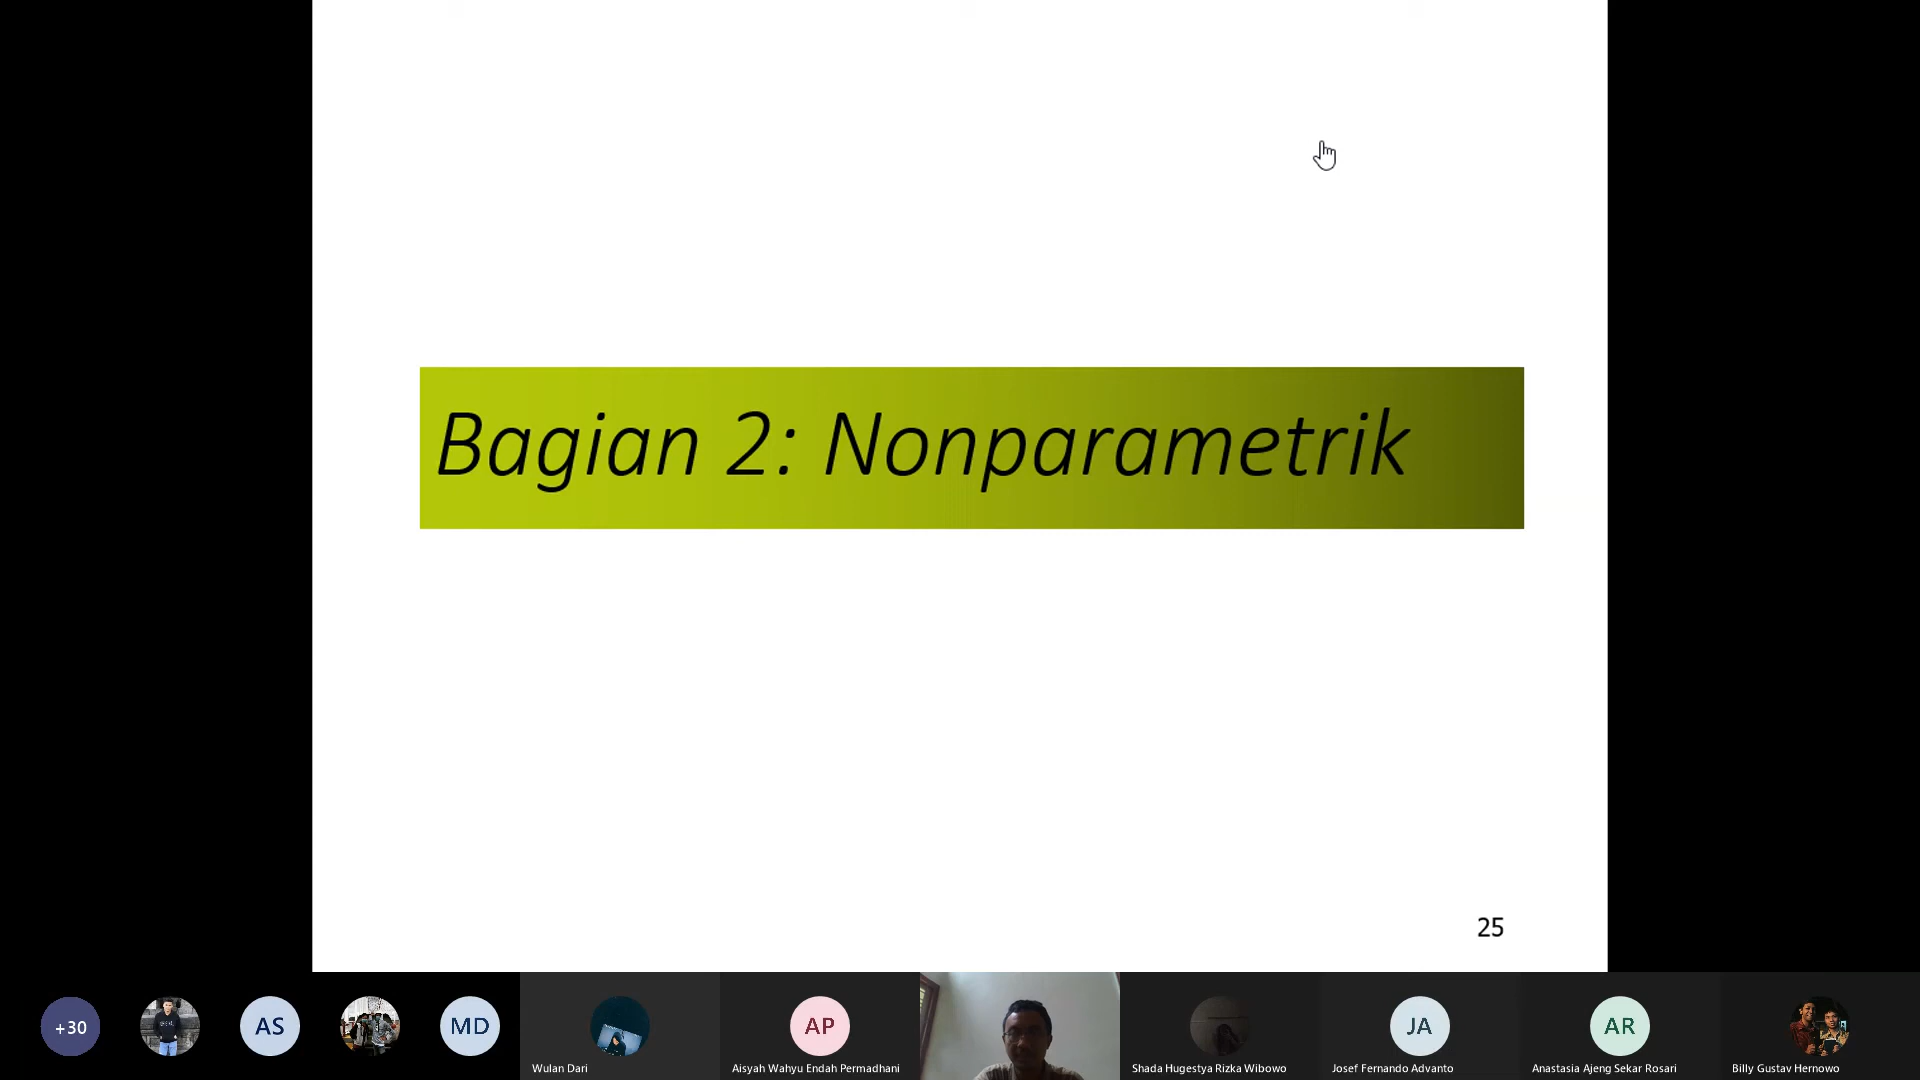 Bagian 2: Nonparametrik
25
+30
AS
MD
Wulan Dari
AP
Aisyah Wahyu Endah Permadhani
Shada Hugestya Rizka Wibowo
JA
Josef Fernando Advanto
AR
Anastasia Ajeng Sekar Rosari
Billy Gustav Hernowo